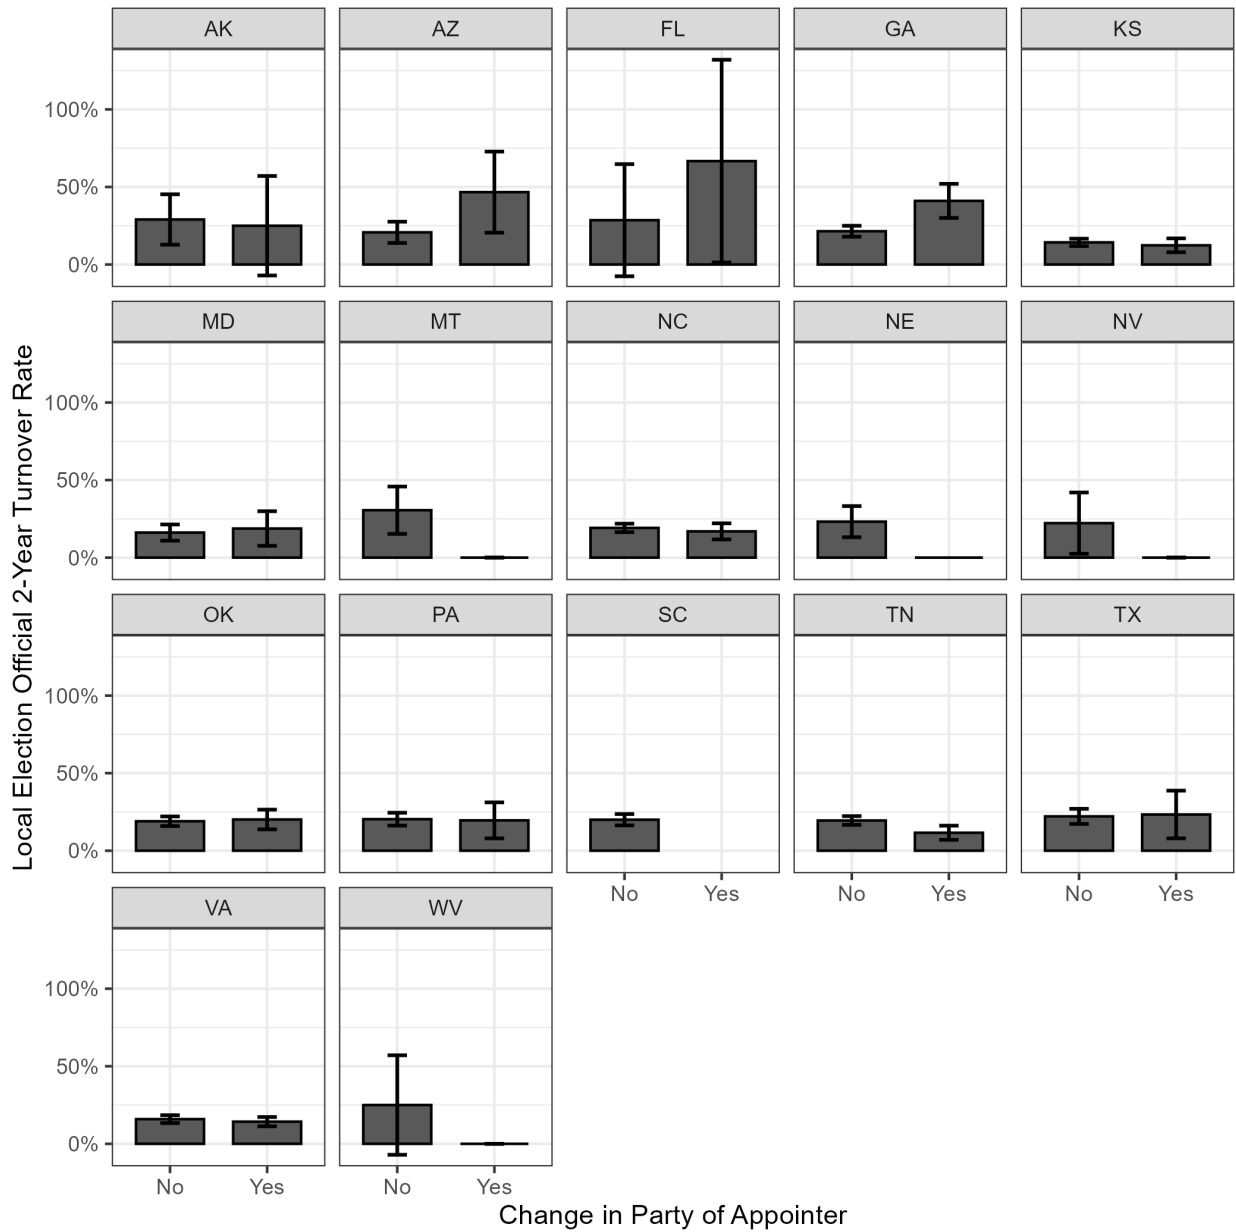 AK AZ FL GA KS
100%
50%
0%
MD MT NC NE NV
100%
50%
0%
OK PA SC TN TX
100%
50%
0%
No Yes No Yes No Yes
VA WV
100%
50%
0%
No Yes No Yes
Change in Party of Appointer
Local Election Official 2-Year Turnover Rate